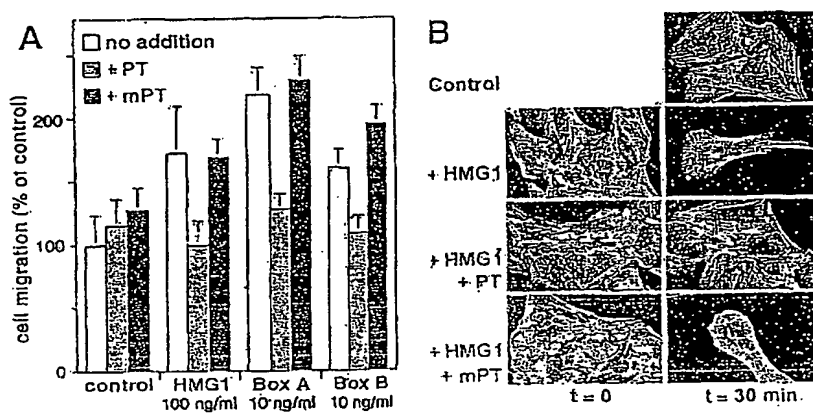 A
no addition
+ PT
+ mPT
cell migration (% of control)
200
100
0
control
HMG1
100 ng/ml
Box A
10 ng/ml
Box B
10 ng/ml
B
Control
+ HMG1
+ HMG1
+ PT
+ HMG1
+ mPT
t = 0
t = 30 min.